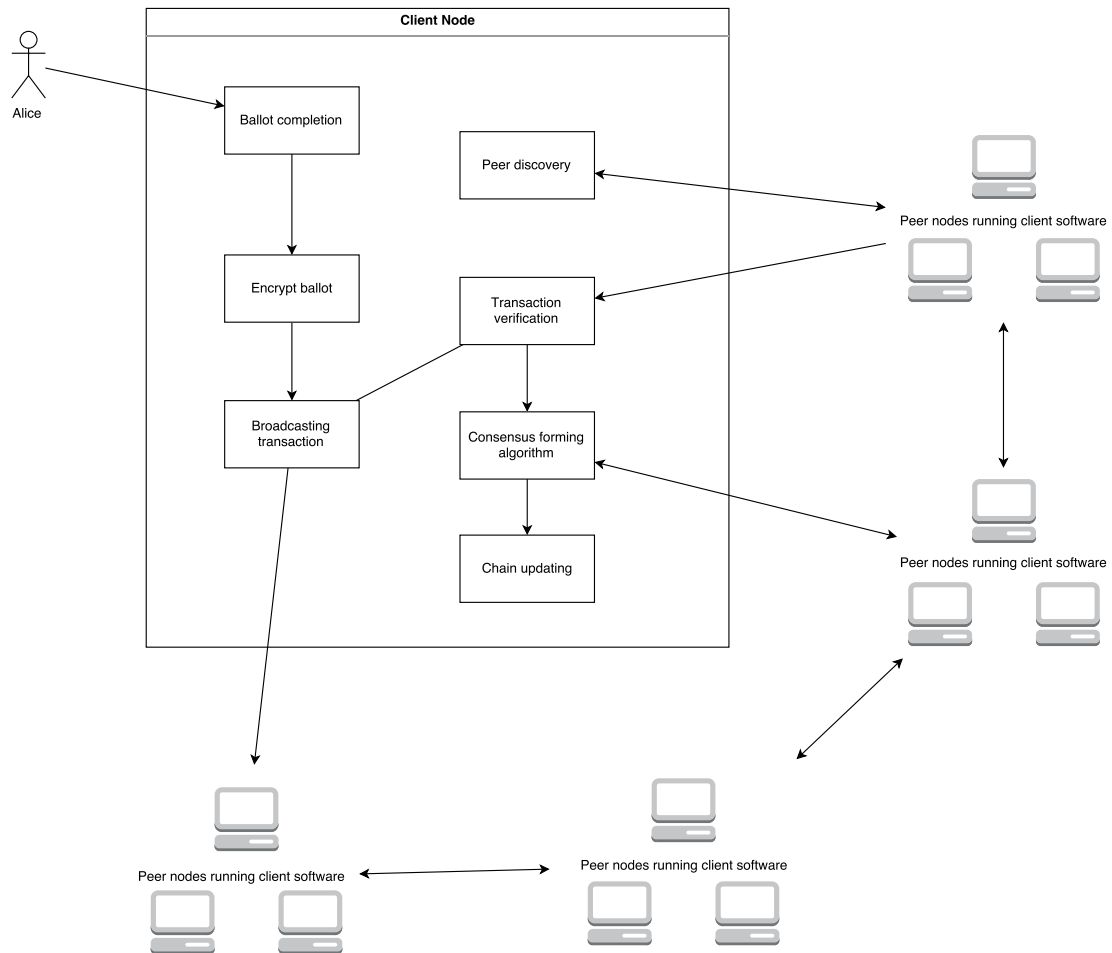 Client Node
Alice
Ballot completion
Peer discovery
Peer nodes running client software
Encrypt ballot
Transaction
verification
Broadcasting
transaction
Consensus forming
algorithm
Chain updating
Peer nodes running client software
Peer nodes running client software
Peer nodes running client software